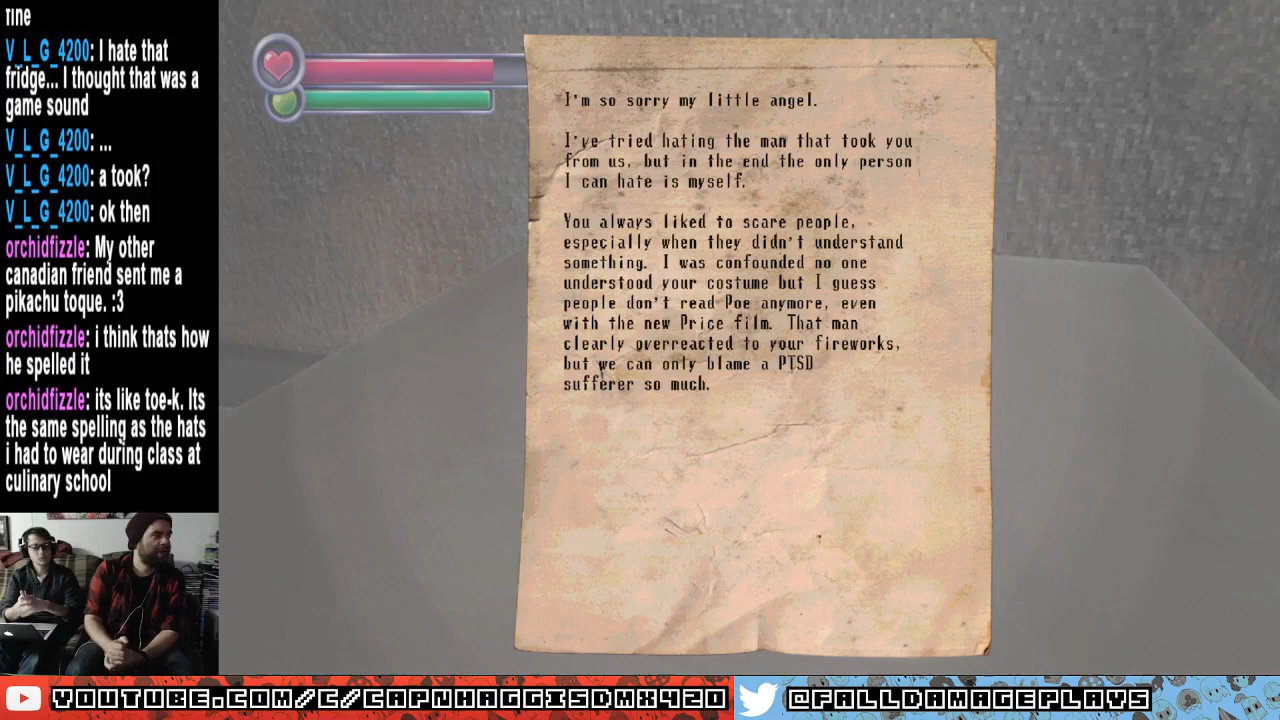 fine
V_L_G_4200: I hate that
fridge... I thought that was a
game sound
V_L_G_4200: ...
V_L_G_4200: a took?
V_L_G_4200: ok then
orchidfizzle: My other
canadian friend sent me a
pikachu toque. :3
orchidfizzle: i think thats how
he spelled it
orchidfizzle: its like toe-k. Its
the same spelling as the hats
i had to wear during class at
culinary school
I'm so sorry my little angel.
I've tried hating the man that took you
from us, but in the end the only person
I can hate is myself.
You always liked to scare people,
especially when they didn't understand
something. I was confounded no one
understood your costume but I guess
people don't read Poe anymore, even
with the new Price film. That man
clearly overreacted to your fireworks,
but we can only blame a PTSD
sufferer so much.
YOUTUBE.COM/C/CAPNHAGGISDMX420
@FALLDAMAGEPLAYS